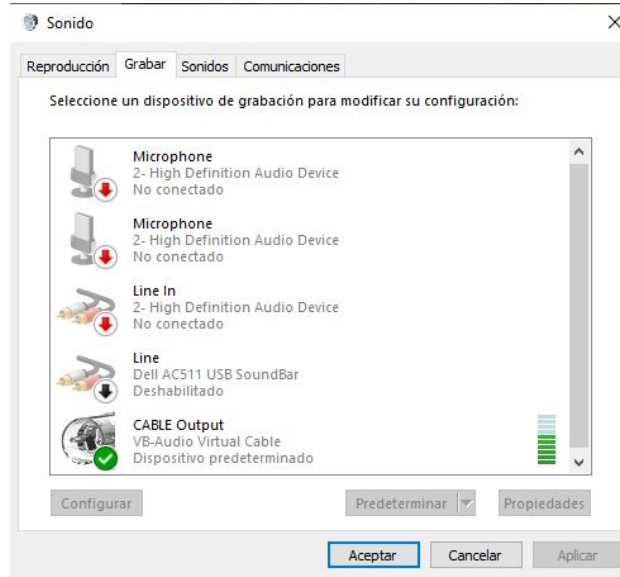 Sonido
Reproducción Grabar Sonidos Comunicaciones
Seleccione un dispositivo de grabación para modificar su configuración:
Microphone
2- High Definition Audio Device
No conectado
Microphone
2- High Definition Audio Device
No conectado
Line In
2- High Definition Audio Device
No conectado
Line
Dell AC511 USB SoundBar
Deshabilitado
CABLE Output
VB-Audio Virtual Cable
Dispositivo predeterminado
Configurar Predeterminar Propiedades
Aceptar Cancelar Aplicar